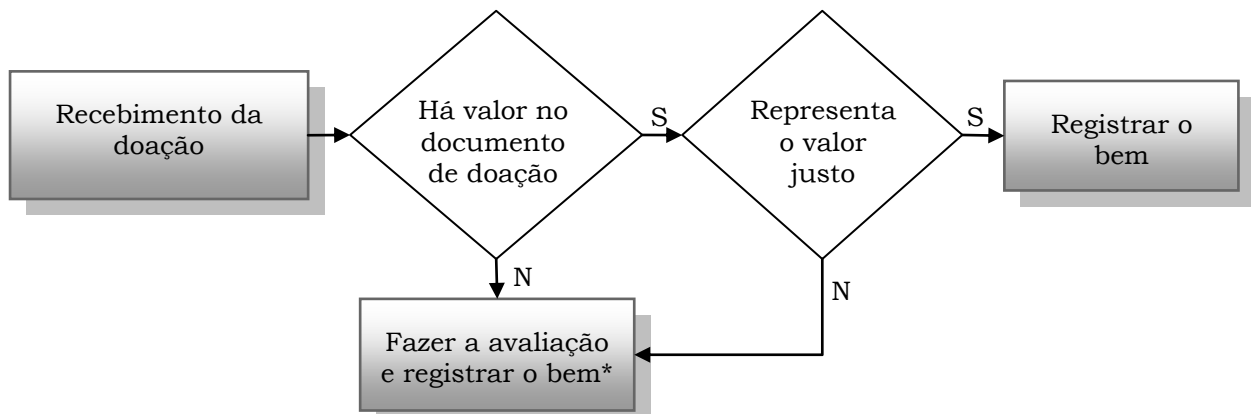 Recebimento da
doação
Há valor no
documento
de doação
S
Representa
o valor
justo
S
Registrar o
bem
N
N
Fazer a avaliação
e registrar o bem*